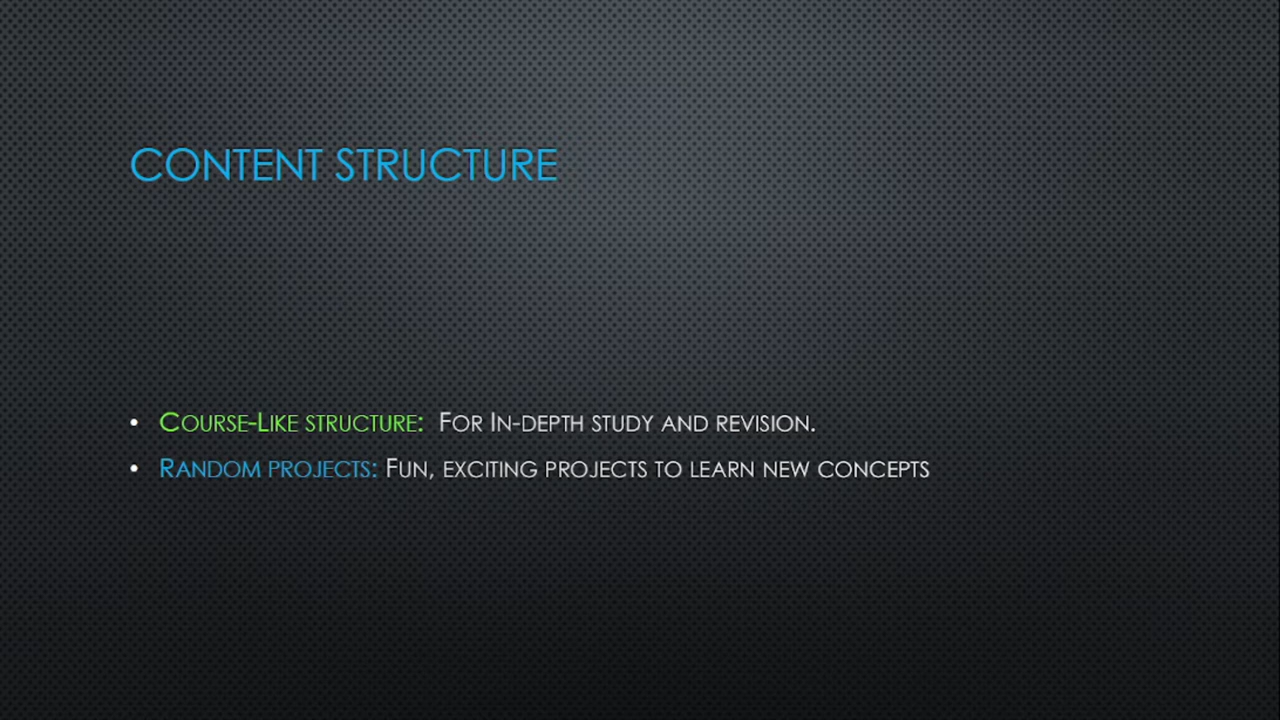 CONTENT STRUCTURE
• COURSE-LIKE STRUCTURE: FOR IN-DEPTH STUDY AND REVISION.
• RANDOM PROJECTS: FUN, EXCITING PROJECTS TO LEARN NEW CONCEPTS